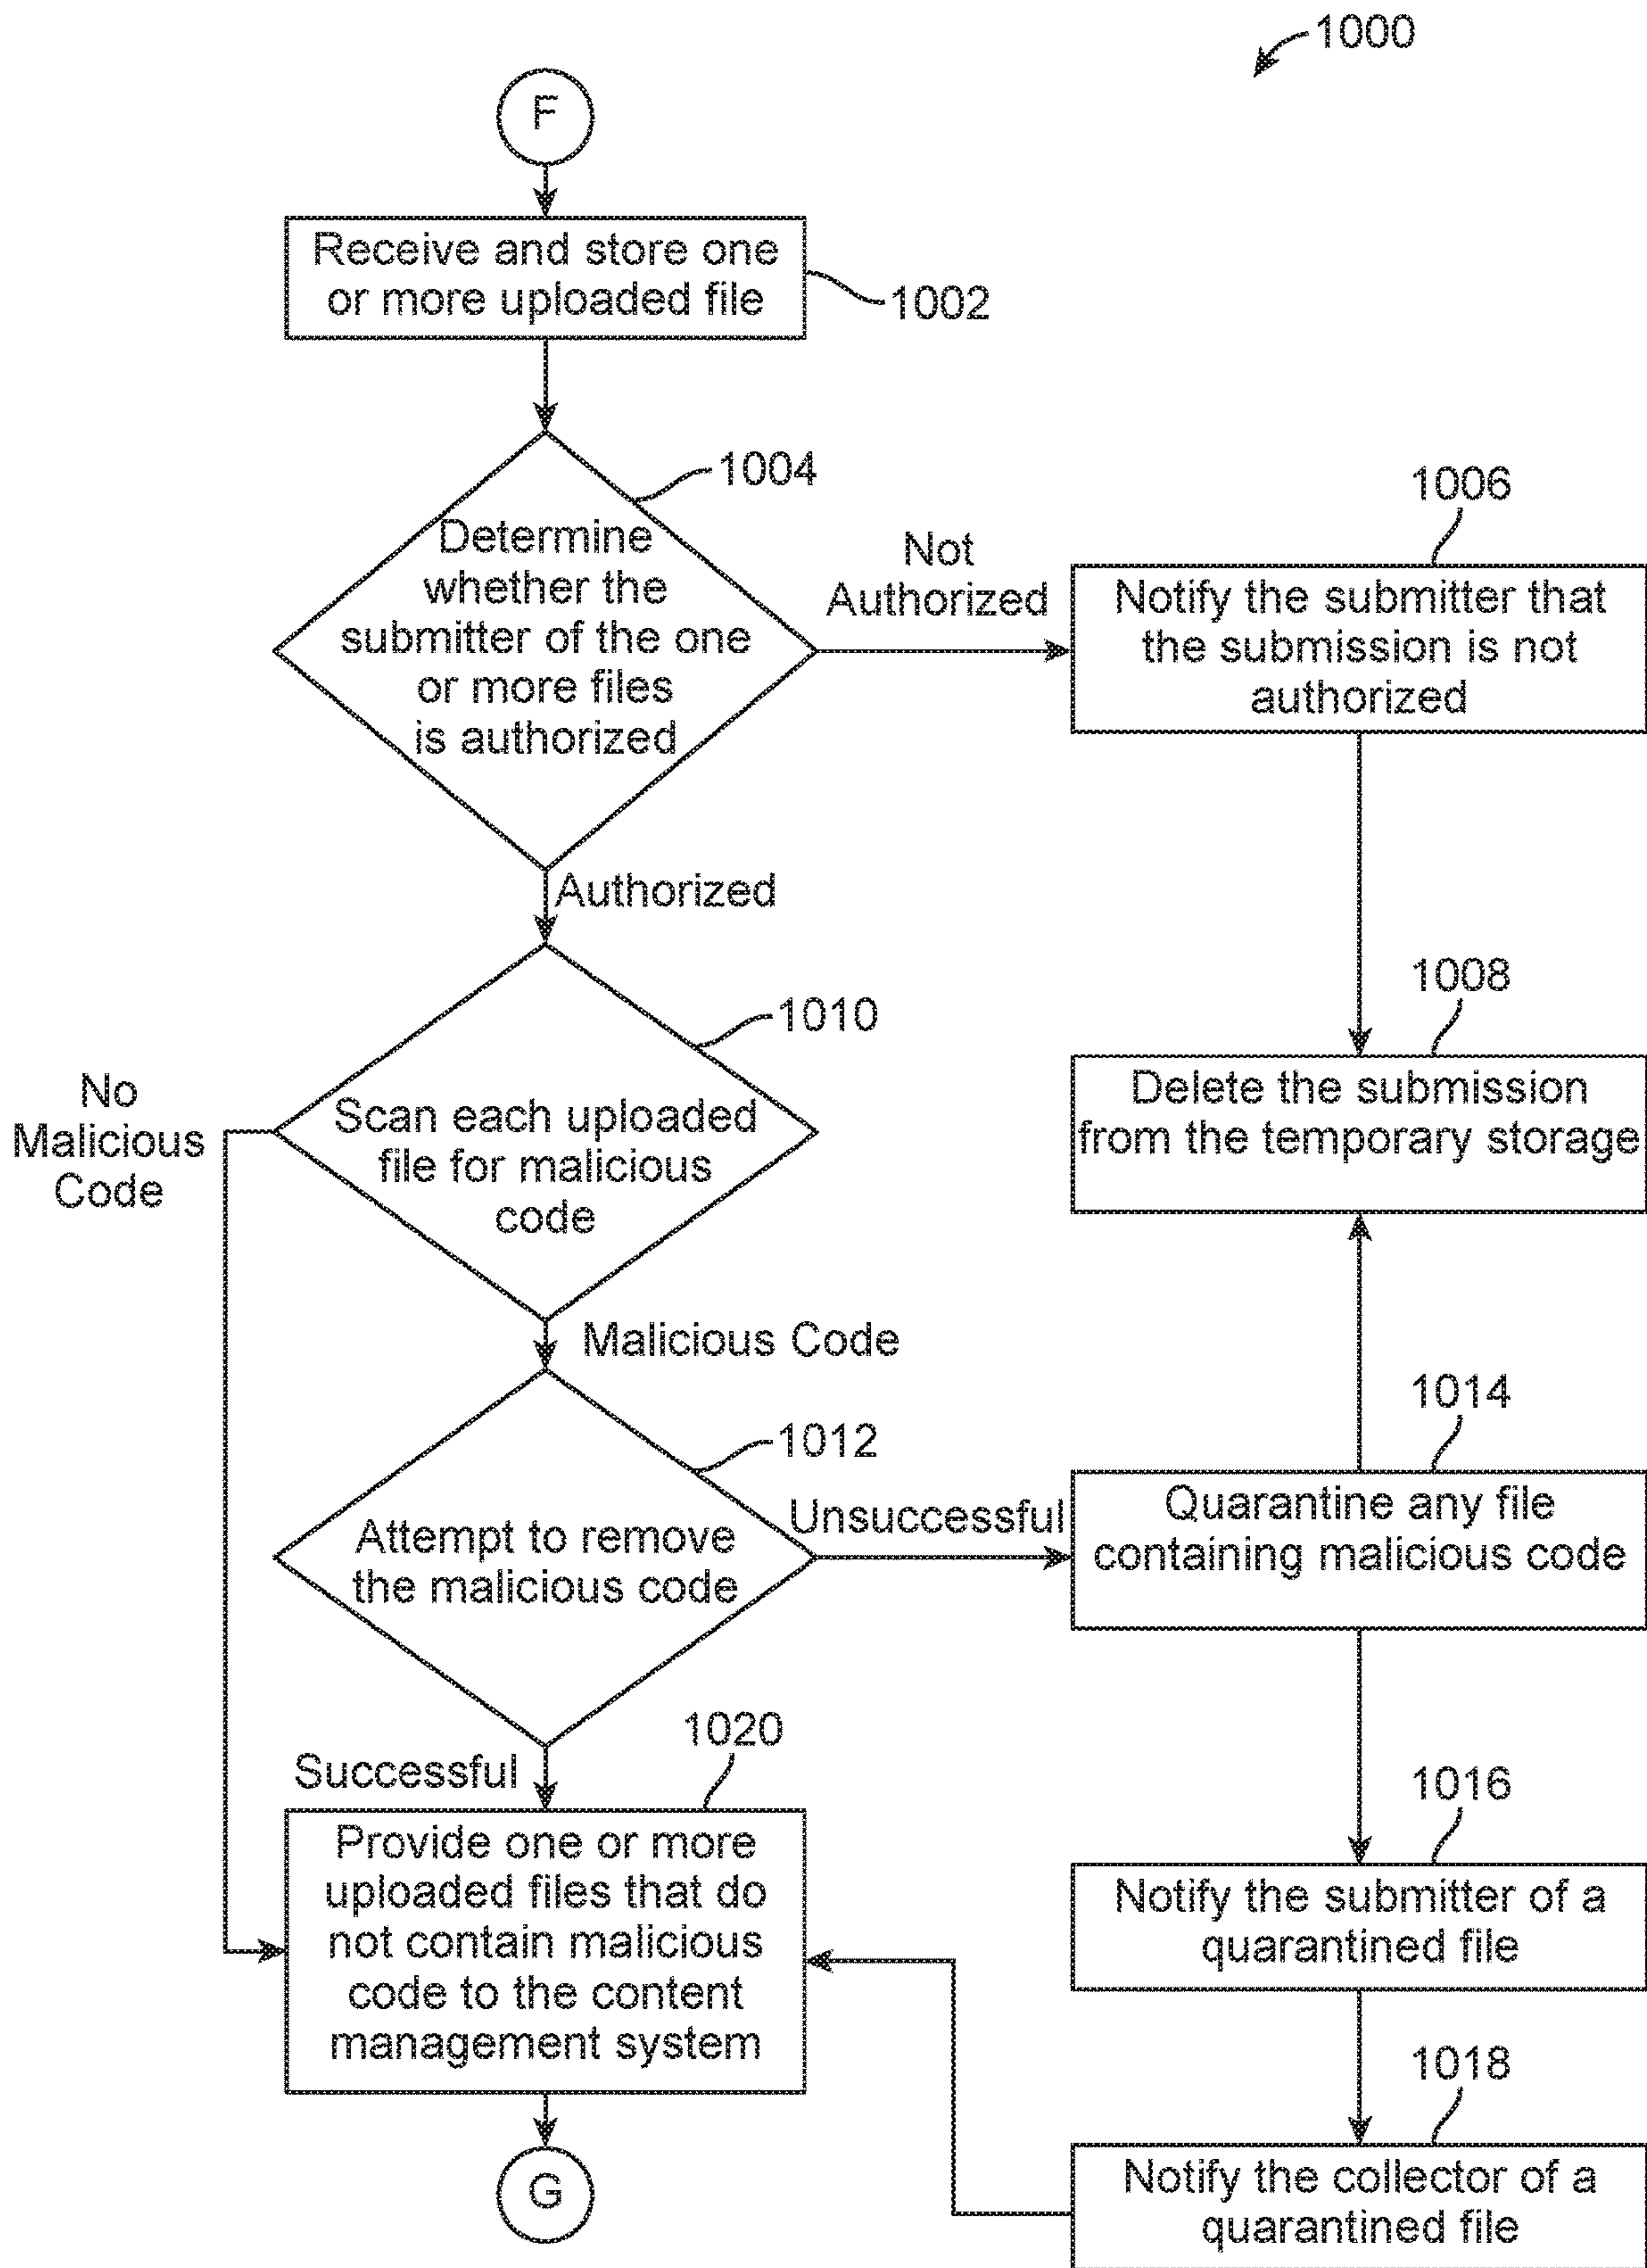 1000
F
Receive and store one
or more uploaded file
1002
1004
Determine
whether the
submitter of the one
or more files
is authorized
Not
Authorized
1006
Notify the submitter that
the submission is not
authorized
Authorized
1008
Delete the submission
from the temporary storage
1010
Scan each uploaded
file for malicious
code
No
Malicious
Code
Malicious Code
1012
Attempt to remove
the malicious code
Unsuccessful
1014
Quarantine any file
containing malicious code
Successful
1020
Provide one or more
uploaded files that do
not contain malicious
code to the content
management system
1016
Notify the submitter of a
quarantined file
1018
Notify the collector of a
quarantined file
G